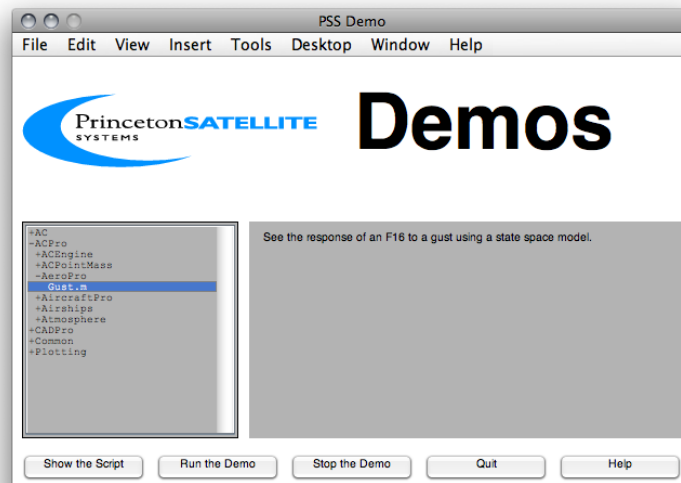 PSS Demo
File Edit View Insert Tools Desktop Window Help
PrincetonSATELLITE
SYSTEMS
Demos
+AC
-ACPro
+ACEngine
+ACPointMass
-AeroPro
Gust.m
+AircraftPro
+Airships
+Atmosphere
+CADPro
+Common
+Plotting
See the response of an F16 to a gust using a state space model.
Show the Script Run the Demo Stop the Demo Quit Help